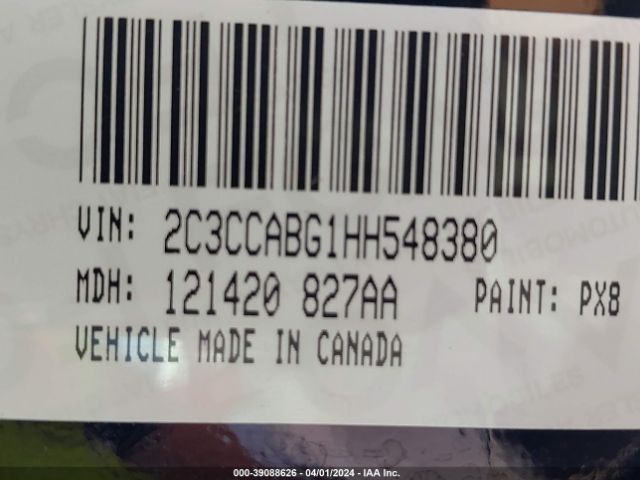 VIN: 2C3CCABG1HH548380
MDH: 121420 827AA PAINT: PX8
VEHICLE MADE IN CANADA
000-39088626 - 04/01/2024 - IAA Inc.